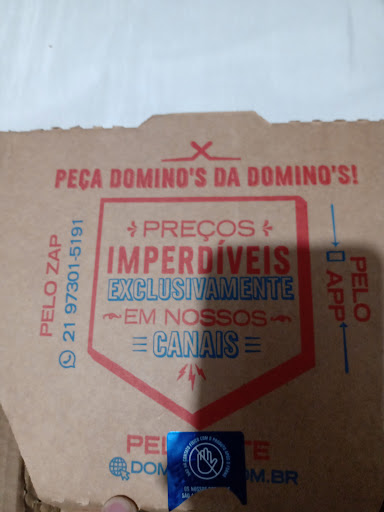 PEÇA DOMINO'S DA DOMINO'S!
PREÇOS
IMPERDÍVEIS
EXCLUSIVAMENTE
EM NOSSOS
CANAIS
PELO ZAP
21 97301-5191
PELO
APP